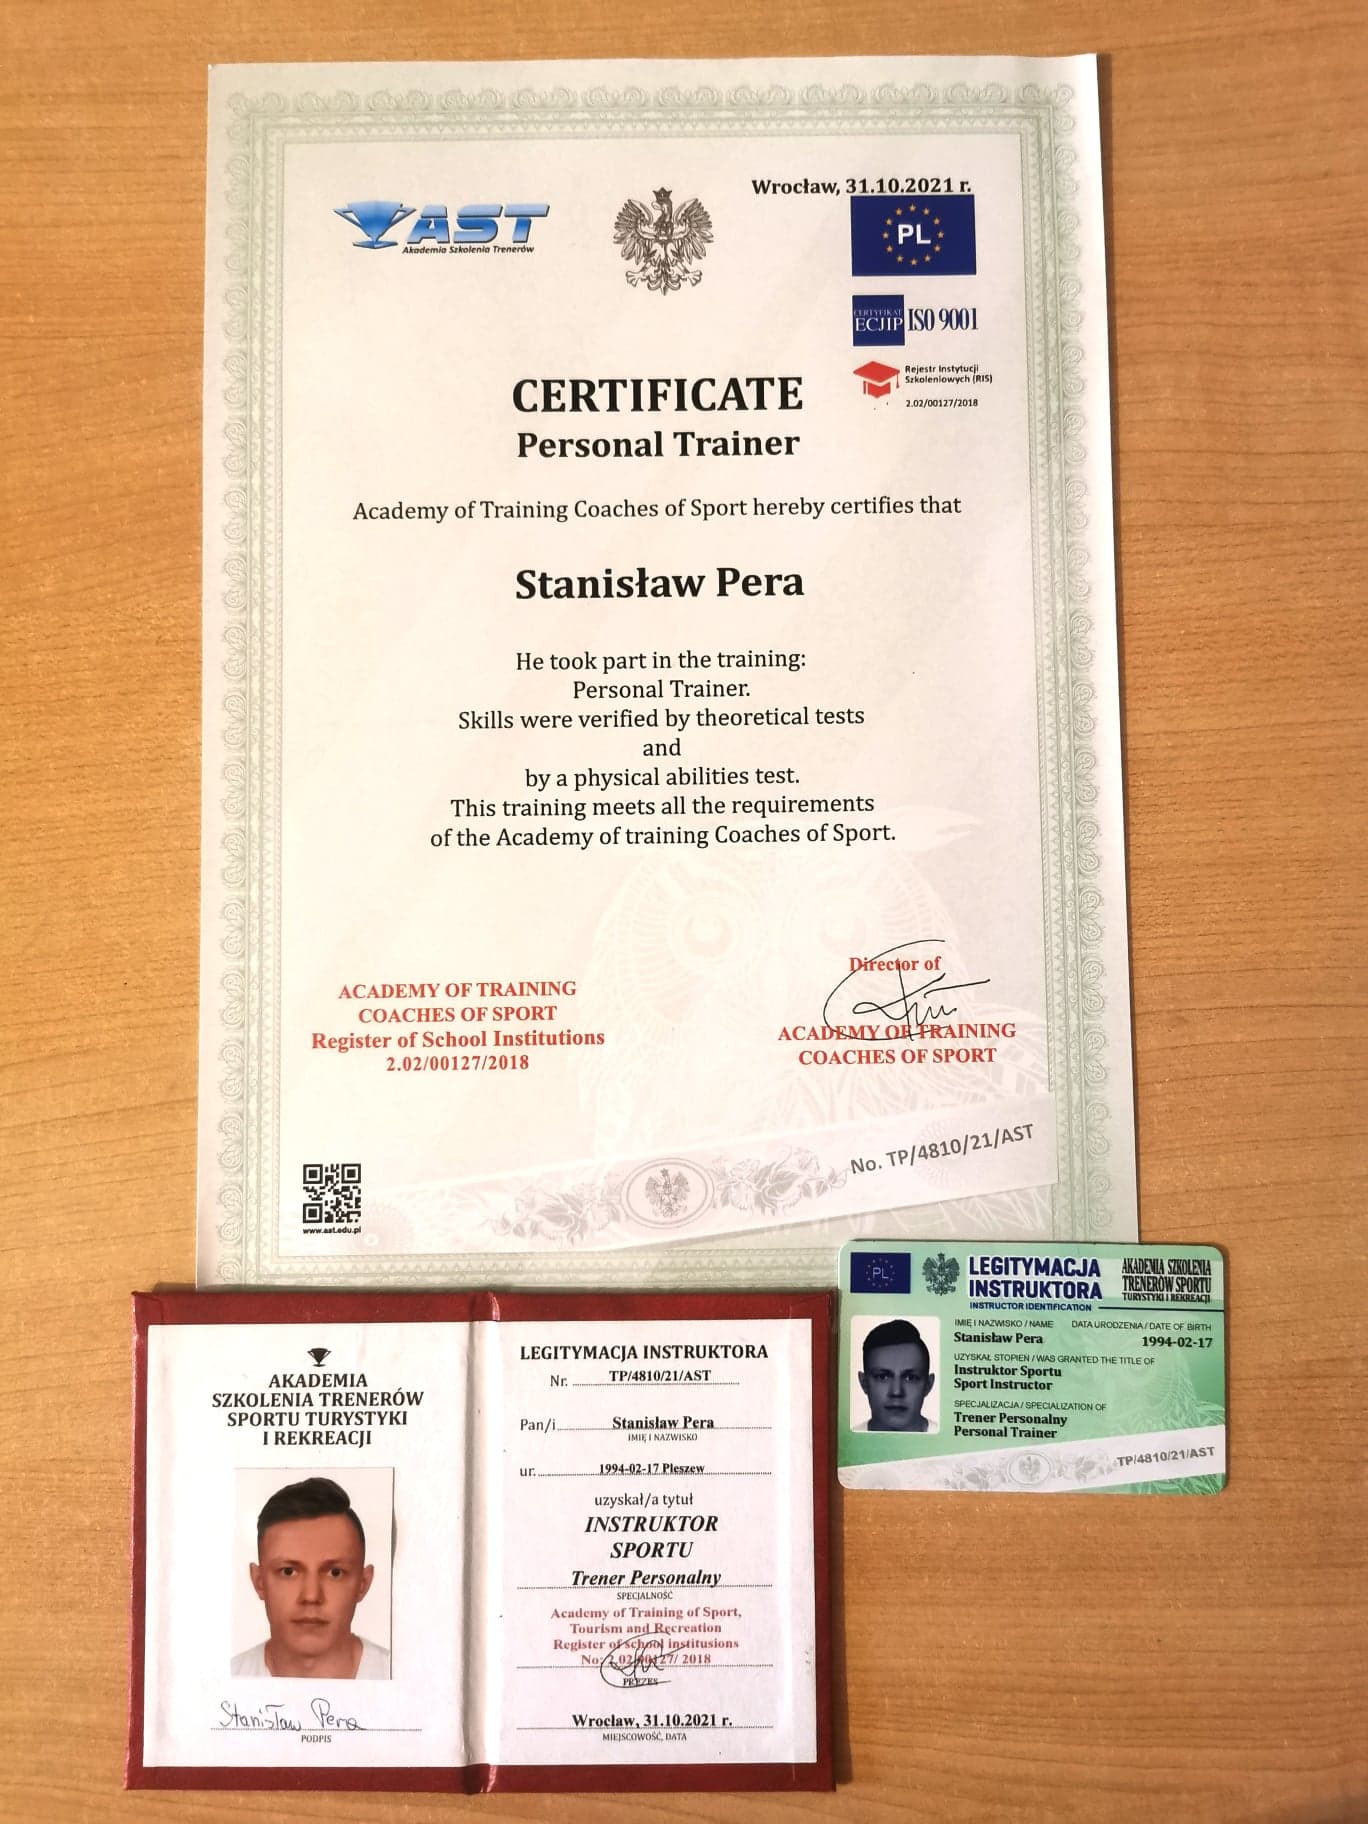 Wrocław, 31.10.2021 r.
AST
Akademia Szkolenia Trenerów
PL
CERTYFIKAT
ECJIP ISO 9001
Rejestr Instytucji
Szkoleniowych (RIS)
2.02/00127/2018
CERTIFICATE
Personal Trainer
Academy of Training Coaches of Sport hereby certifies that
Stanisław Pera
He took part in the training:
Personal Trainer.
Skills were verified by theoretical tests
and
by a physical abilities test.
This training meets all the requirements
of the Academy of training Coaches of Sport.
ACADEMY OF TRAINING
COACHES OF SPORT
Register of School Institutions
2.02/00127/2018
Director of
ACADEMY OF TRAINING
COACHES OF SPORT
No. TP/4810/21/AST
www.ast.edu.pl
AKADEMIA
SZKOLENIA TRENERÓW
SPORTU TURYSTYKI
I REKREACJI
Stanisław Pera
PODPIS
LEGITYMACJA INSTRUKTORA
Nr. TP/4810/21/AST
Pan/i Stanisław Pera
IMIĘ I NAZWISKO
ur. 1994-02-17 Pleszew
uzyskał/a tytuł
INSTRUKTOR
SPORTU
Trener Personalny
SPECJALNOŚĆ
Academy of Training of Sport,
Tourism and Recreation
Register of school institusions
No: 2.02/00127/ 2018
PREZES
Wrocław, 31.10.2021 r.
MIEJSCOWOŚĆ, DATA
PL
LEGITYMACJA
INSTRUKTORA
INSTRUCTOR IDENTIFICATION
AKADEMIA SZKOLENIA
TRENERÓW SPORTU
TURYSTYKI I REKREACJI
IMIĘ I NAZWISKO / NAME DATA URODZENIA / DATE OF BIRTH
Stanisław Pera 1994-02-17
UZYSKAŁ STOPIEŃ / WAS GRANTED THE TITLE OF
Instruktor Sportu
Sport Instructor
SPECJALIZACJA / SPECIALIZATION OF
Trener Personalny
Personal Trainer
TP/4810/21/AST